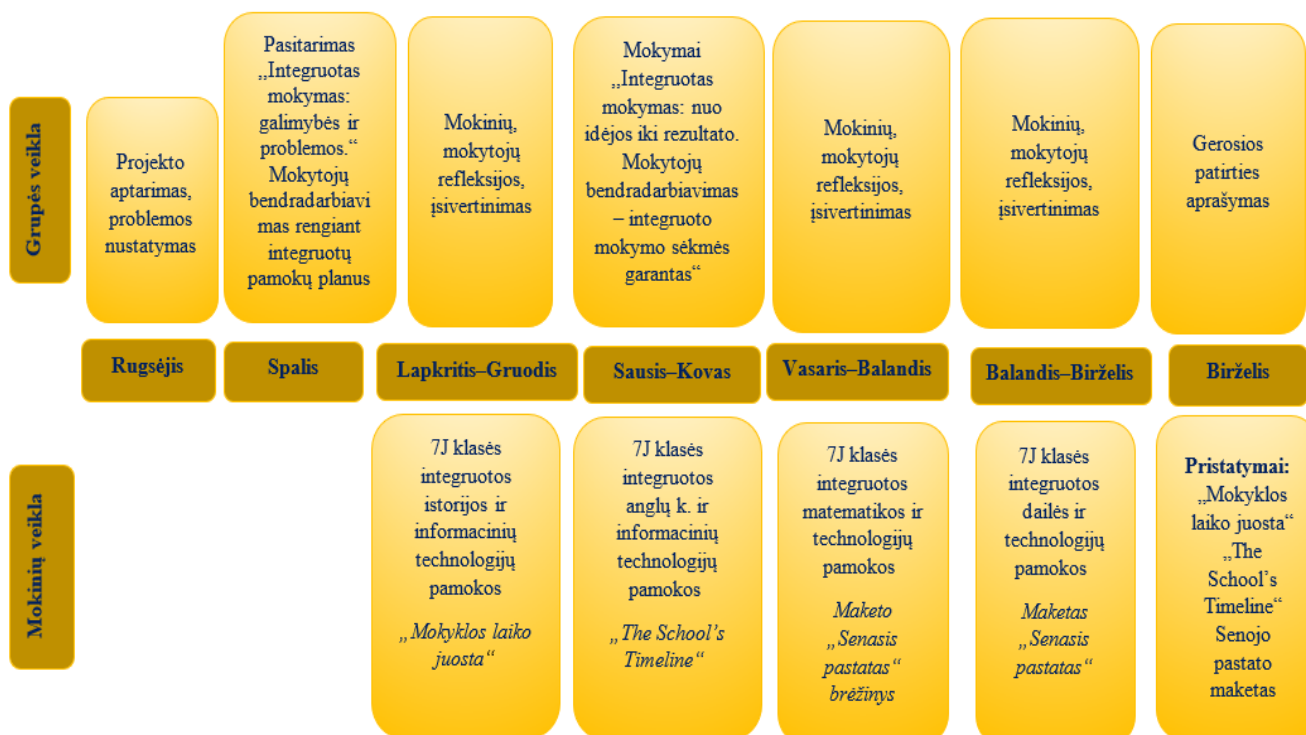 Grupės veikla
Projekto
aptarimas,
problemos
nustatymas
Pasitarimas
„Integruotas
mokymas:
galimybės ir
problemos.“
Mokytojų
bendradarbiavi
mas rengiant
integruotų
pamokų planus
Mokinių,
mokytojų
refleksijos,
įsivertinimas
Mokymai
„Integruotas
mokymas: nuo
idėjos iki rezultato.
Mokytojų
bendradarbiavimas
– integruoto
mokymo sėkmės
garantas“
Mokinių,
mokytojų
refleksijos,
įsivertinimas
Mokinių,
mokytojų
refleksijos,
įsivertinimas
Gerosios
patirties
aprašymas
Rugsėjis
Spalis
Lapkritis–Gruodis
Sausis–Kovas
Vasaris–Balandis
Balandis–Birželis
Birželis
Mokinių veikla
7J klasės
integruotos
istorijos ir
informacinių
technologijų
pamokos
„Mokyklos laiko
juosta“
7J klasės
integruotos
anglų k. ir
informacinių
technologijų
pamokos
„The School’s
Timeline“
7J klasės
integruotos
matematikos ir
technologijų
pamokos
Maketo
„Senasis
pastatas“
brėžinys
7J klasės
integruotos
dailės ir
technologijų
pamokos
Maketas
„Senasis
pastatas“
Pristatymai:
„Mokyklos
laiko juosta“
„The
School’s
Timeline“
Senojo
pastato
maketas